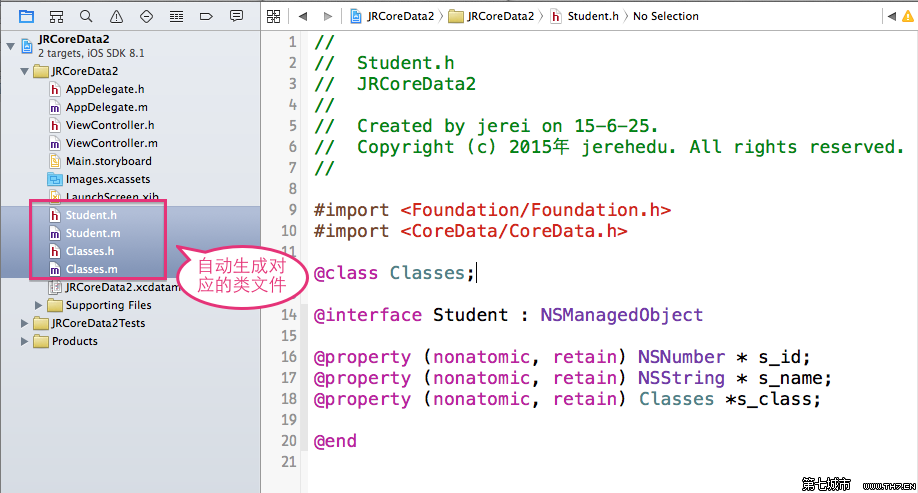 JRCoreData2 〉 JRCoreData2 〉 Student.h 〉 No Selection
JRCoreData2
2 targets, iOS SDK 8.1
JRCoreData2
AppDelegate.h
AppDelegate.m
ViewController.h
ViewController.m
Main.storyboard
Images.xcassets
LaunchScreen.xib
Student.h
Student.m
Classes.h
Classes.m
JRCoreData2.xcdatam
Supporting Files
JRCoreData2Tests
Products
自动生成对
应的类文件
1 //
2 //  Student.h
3 //  JRCoreData2
4 //
5 //  Created by jerei on 15-6-25.
6 //  Copyright (c) 2015年 jerehedu. All rights reserved.
7 //
8
9 #import <Foundation/Foundation.h>
10 #import <CoreData/CoreData.h>
11
@class Classes;
14 @interface Student : NSManagedObject
15
16 @property (nonatomic, retain) NSNumber * s_id;
17 @property (nonatomic, retain) NSString * s_name;
18 @property (nonatomic, retain) Classes *s_class;
19
20 @end
21
第七城市 WWW.TH7.CN